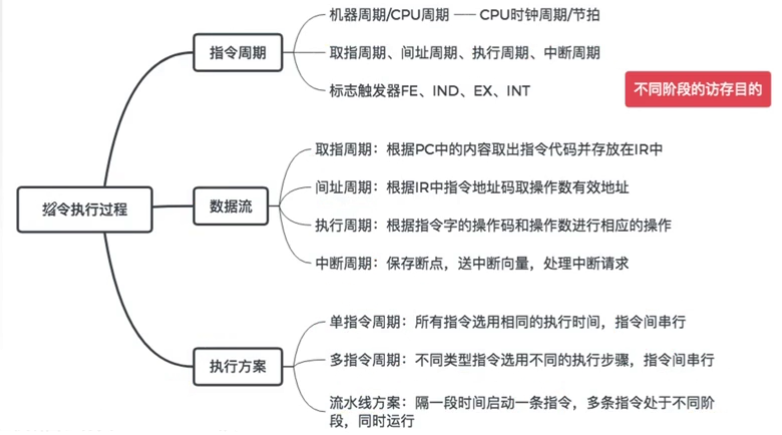 机器周期/CPU周期 —— CPU时钟周期/节拍
指令周期
取指周期、间址周期、执行周期、中断周期
标志触发器FE、IND、EX、INT
不同阶段的访存目的
取指周期：根据PC中的内容取出指令代码并存放在IR中
间址周期：根据IR中指令地址码取操作数有效地址
指令执行过程
数据流
执行周期：根据指令字的操作码和操作数进行相应的操作
中断周期：保存断点，送中断向量，处理中断请求
单指令周期：所有指令选用相同的执行时间，指令间串行
执行方案
多指令周期：不同类型指令选用不同的执行步骤，指令间串行
流水线方案：隔一段时间启动一条指令，多条指令处于不同阶
段，同时运行